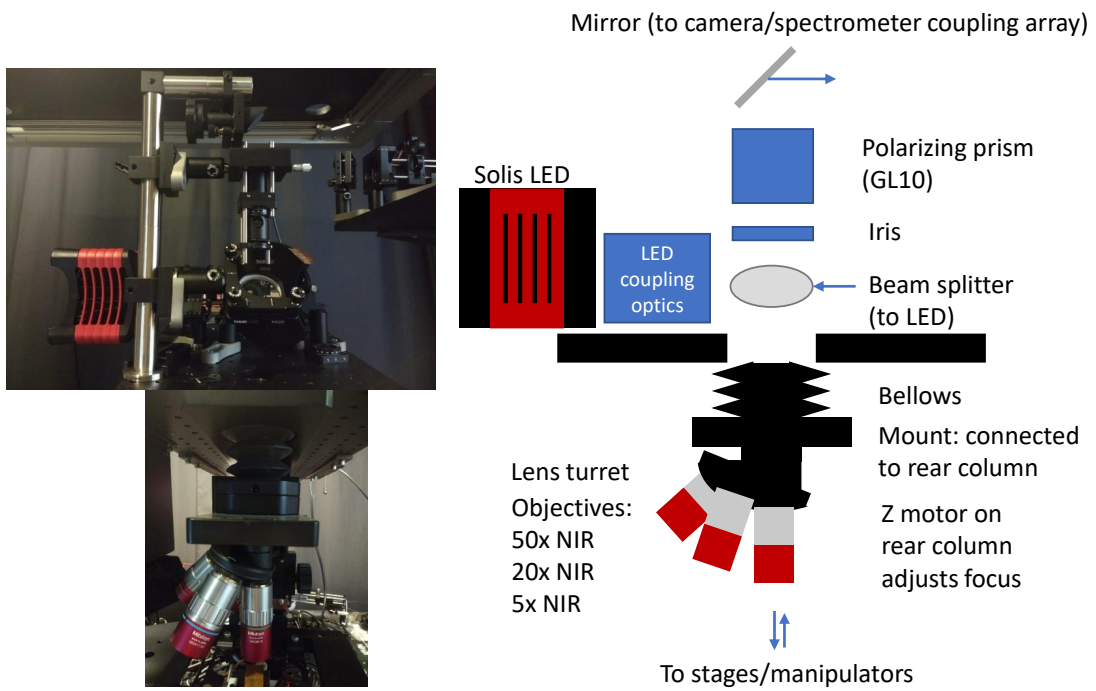 Mirror (to camera/spectrometer coupling array)
Solis LED
Polarizing prism
(GL10)
Iris
LED
coupling
optics
Beam splitter
(to LED)
Bellows
Mount: connected
to rear column
Lens turret
Objectives:
50x NIR
20x NIR
5x NIR
Z motor on
rear column
adjusts focus
To stages/manipulators
Mitutoyo